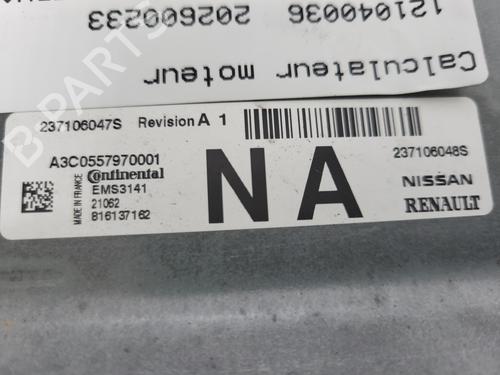 Calculateur moteur
121040036
202600233
237106047S Revision A 1
A3C0557970001
Continental
EMS3141
21062
816137162
MADE IN FRANCE
NA
237106048S
NISSAN
RENAULT